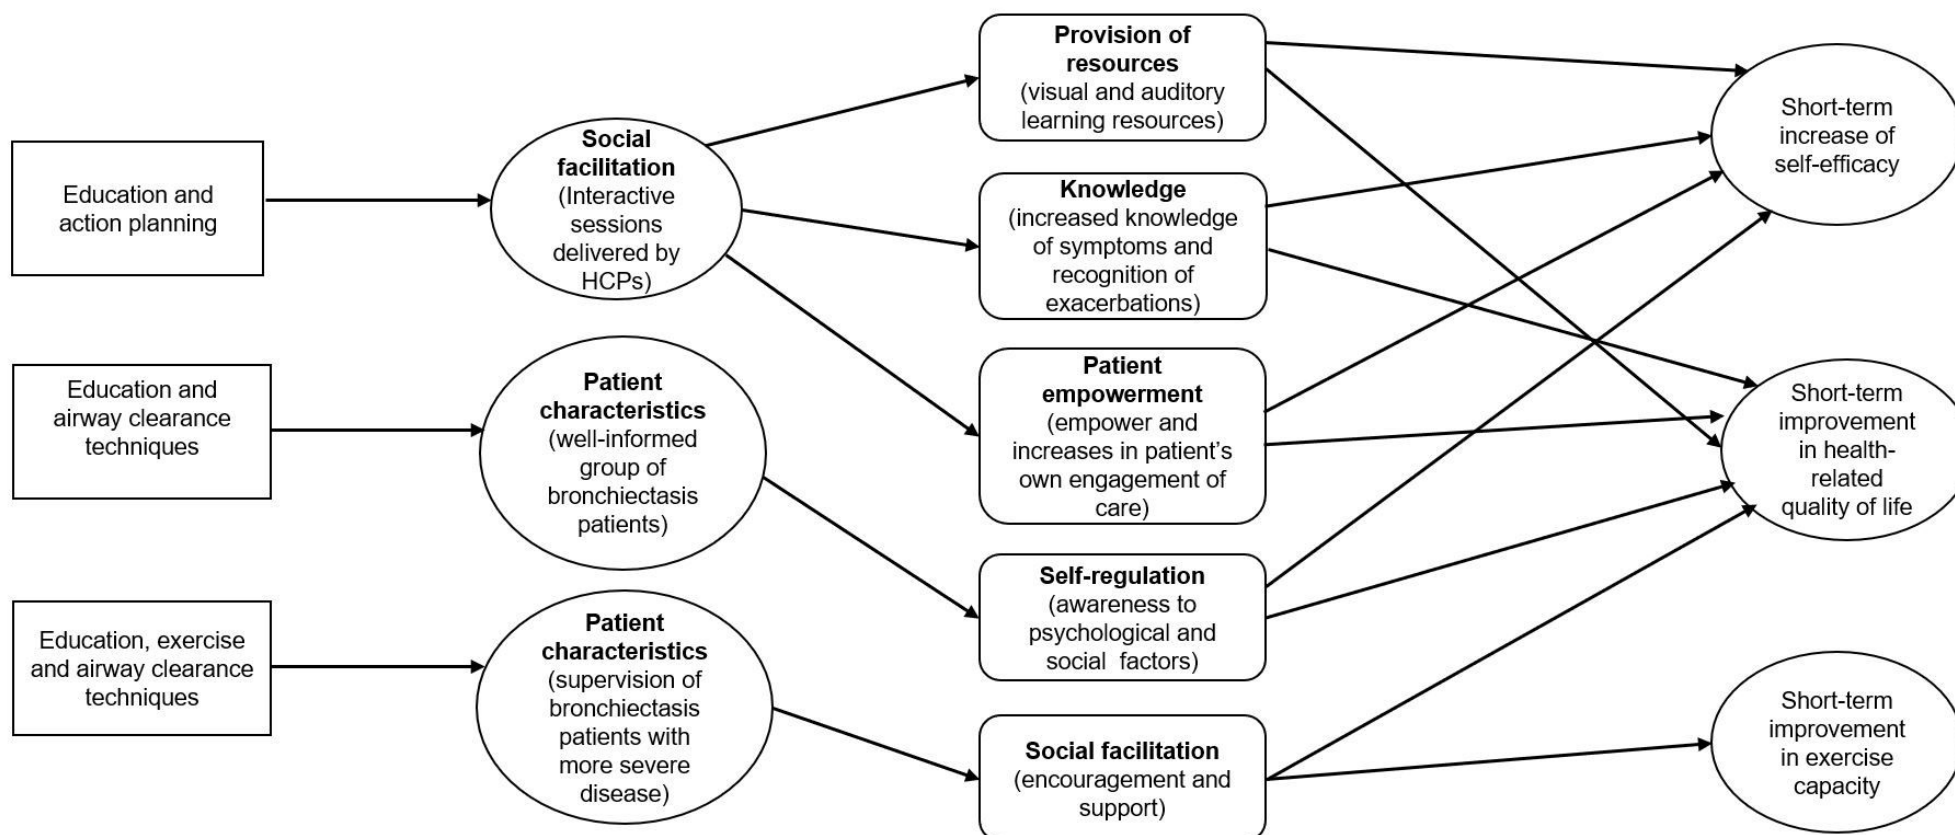 Education and
action planning
Education and
airway clearance
techniques
Education, exercise
and airway clearance
techniques
Social
facilitation
(Interactive
sessions
delivered by
HCPs)
Patient
characteristics
(well-informed
group of
bronchiectasis
patients)
Patient
characteristics
(supervision of
bronchiectasis
patients with
more severe
disease)
Provision of
resources
(visual and auditory
learning resources)
Knowledge
(increased knowledge
of symptoms and
recognition of
exacerbations)
Patient
empowerment
(empower and
increases in patient’s
own engagement of
care)
Self-regulation
(awareness to
psychological and
social factors)
Social facilitation
(encouragement and
support)
Short-term
increase of
self-efficacy
Short-term
improvement
in health-
related
quality of life
Short-term
improvement
in exercise
capacity